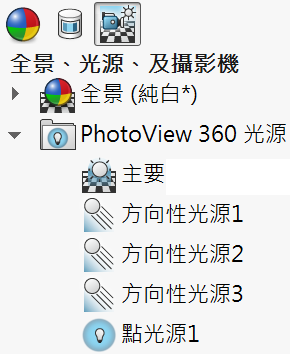 全景、光源、及攝影機
全景 (純白*)
PhotoView 360 光源
主要
方向性光源1
方向性光源2
方向性光源3
點光源1